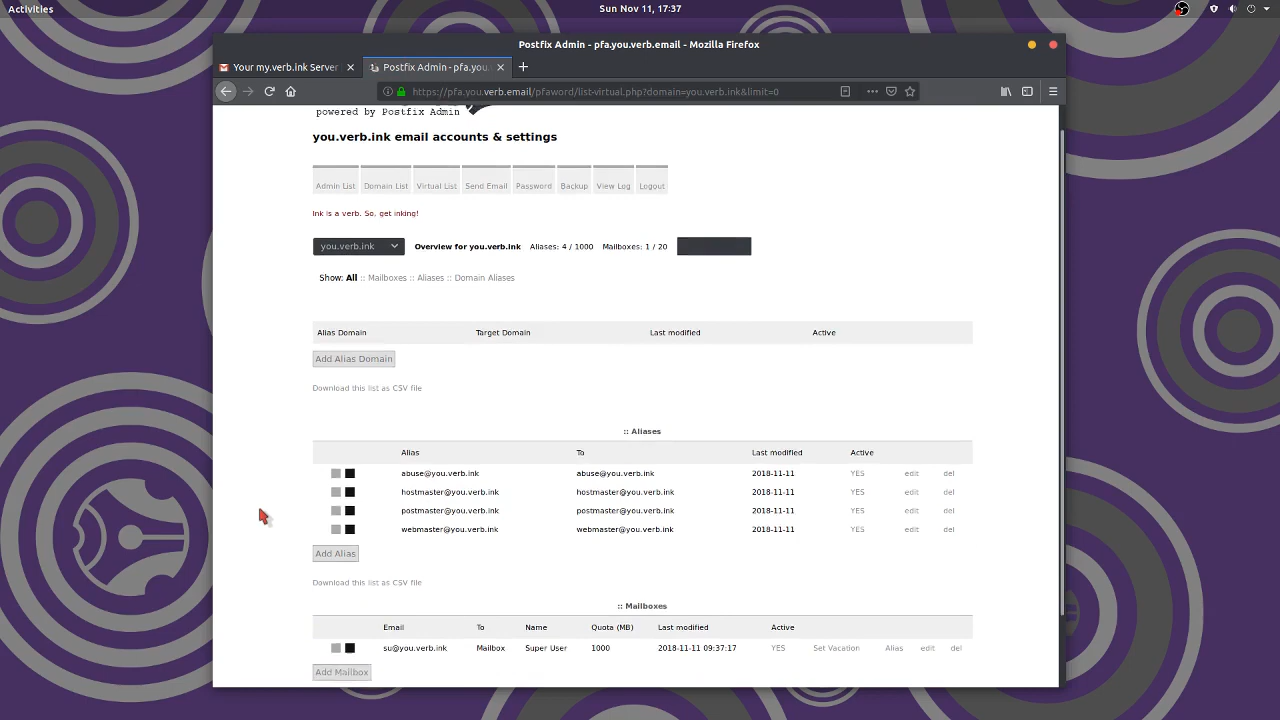 Activities
Sun Nov 11, 17:37
Postfix Admin - pfa.you.verb.email - Mozilla Firefox
Your my.verb.ink Server
Postfix Admin - pfa.you.
https://pfa.you.verb.email/pfaword/list-virtual.php?domain=you.verb.ink&limit=0
powered by Postfix Admin
you.verb.ink email accounts & settings
Admin List Domain List Virtual List Send Email Password Backup View Log Logout
Ink is a verb. So, get inking!
you.verb.ink Overview for you.verb.ink Aliases: 4 / 1000 Mailboxes: 1 / 20
Show: All :: Mailboxes :: Aliases :: Domain Aliases
Alias Domain Target Domain Last modified Active
Add Alias Domain
Download this list as CSV file
:: Aliases
Alias To Last modified Active
abuse@you.verb.ink abuse@you.verb.ink 2018-11-11 YES edit del
hostmaster@you.verb.ink hostmaster@you.verb.ink 2018-11-11 YES edit del
postmaster@you.verb.ink postmaster@you.verb.ink 2018-11-11 YES edit del
webmaster@you.verb.ink webmaster@you.verb.ink 2018-11-11 YES edit del
Add Alias
Download this list as CSV file
:: Mailboxes
Email To Name Quota (MB) Last modified Active
su@you.verb.ink Mailbox Super User 1000 2018-11-11 09:37:17 YES Set Vacation Alias edit del
Add Mailbox